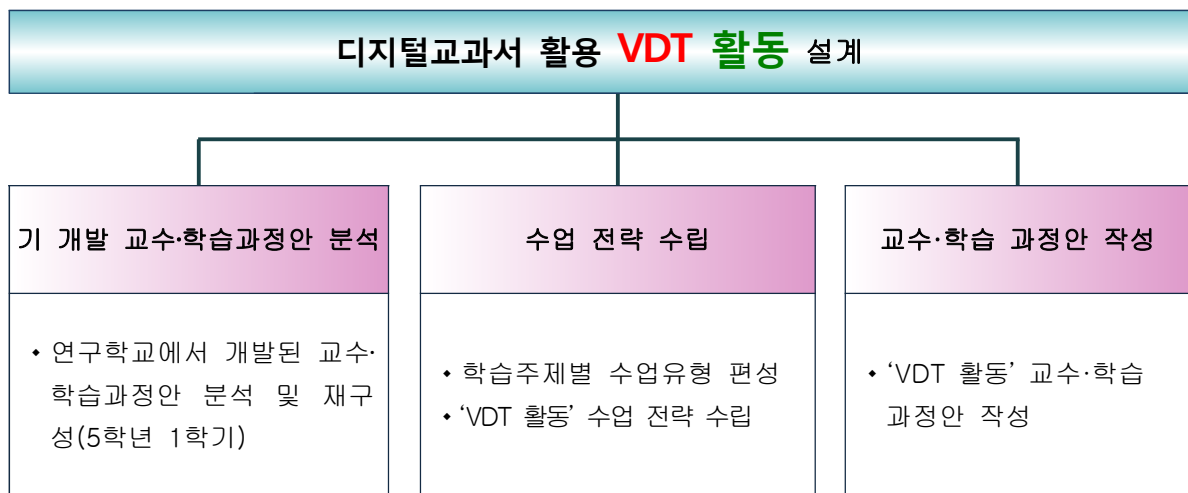 디지털교과서 활용 VDT 활동 설계
기 개발 교수·학습과정안 분석
• 연구학교에서 개발된 교수·
학습과정안 분석 및 재구
성(5학년 1학기)
수업 전략 수립
• 학습주제별 수업유형 편성
• ‘VDT 활동’ 수업 전략 수립
교수·학습 과정안 작성
• ‘VDT 활동’ 교수·학습
과정안 작성